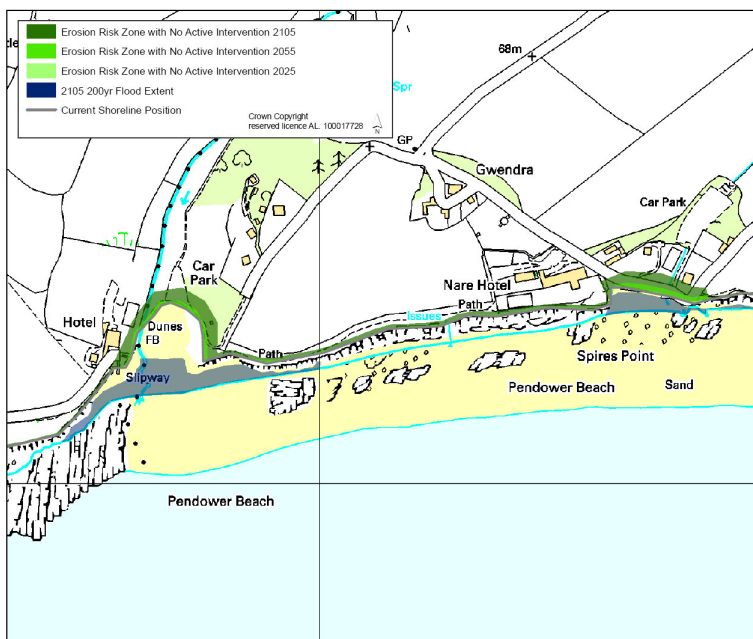 Erosion Risk Zone with No Active Intervention 2105
Erosion Risk Zone with No Active Intervention 2055
Erosion Risk Zone with No Active Intervention 2025
2105 200yr Flood Extent
Current Shoreline Position
Crown Copyright
reserved licence AL. 100017728
N
68m
Spr
GP
Gwendra
Car Park
Car
Park
Nare Hotel
Path
Hotel
Dunes
FB
Issues
Path
Slipway
Spires Point
Pendower Beach
Sand
Pendower Beach